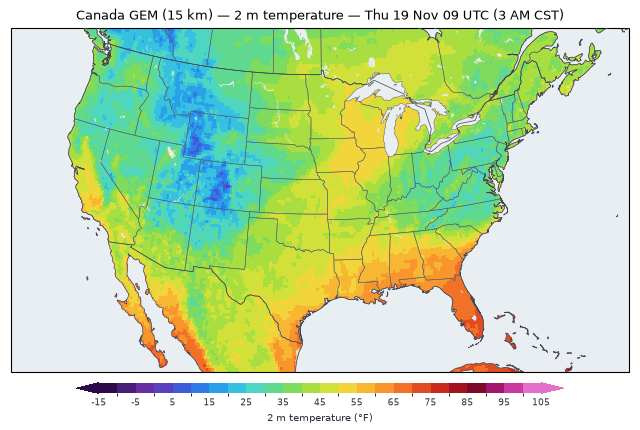 Canada GEM (15 km) — 2 m temperature — Thu 19 Nov 09 UTC (3 AM CST)
-15 -5 5 15 25 35 45 55 65 75 85 95 105
2 m temperature (°F)